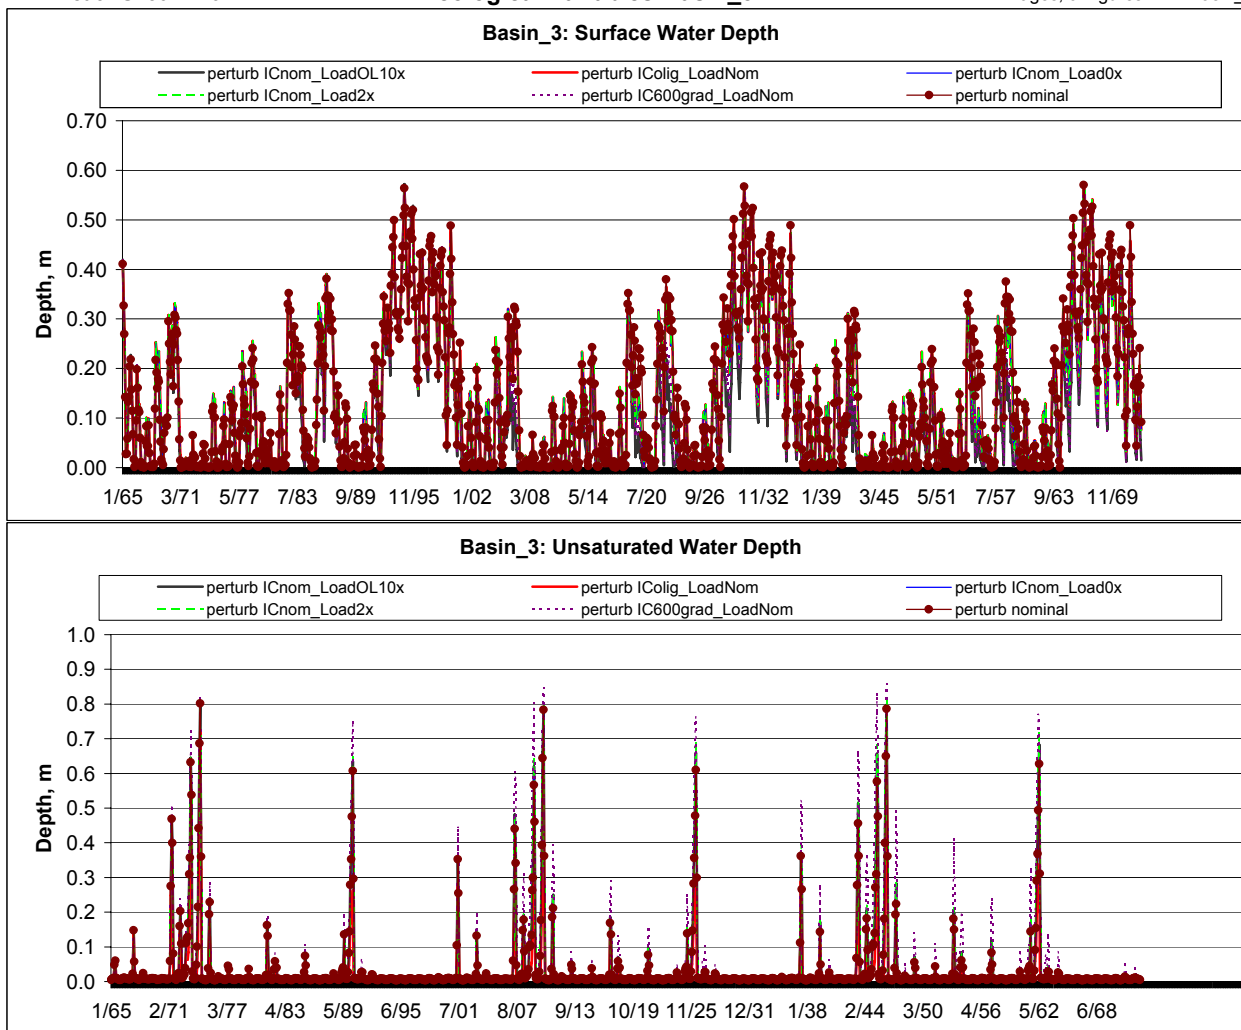 Basin_3: Surface Water Depth
perturb ICnom_LoadOL10x perturb IColig_LoadNom perturb ICnom_Load0x
perturb ICnom_Load2x perturb IC600grad_LoadNom perturb nominal
0.70
0.60
0.50
0.40
0.30
0.20
0.10
0.00
Depth, m
1/65 3/71 5/77 7/83 9/89 11/95 1/02 3/08 5/14 7/20 9/26 11/32 1/39 3/45 5/51 7/57 9/63 11/69
Basin_3: Unsaturated Water Depth
perturb ICnom_LoadOL10x perturb IColig_LoadNom perturb ICnom_Load0x
perturb ICnom_Load2x perturb IC600grad_LoadNom perturb nominal
1.0
0.9
0.8
0.7
0.6
0.5
0.4
0.3
0.2
0.1
0.0
Depth, m
1/65 2/71 3/77 4/83 5/89 6/95 7/01 8/07 9/13 10/19 11/25 12/31 1/38 2/44 3/50 4/56 5/62 6/68